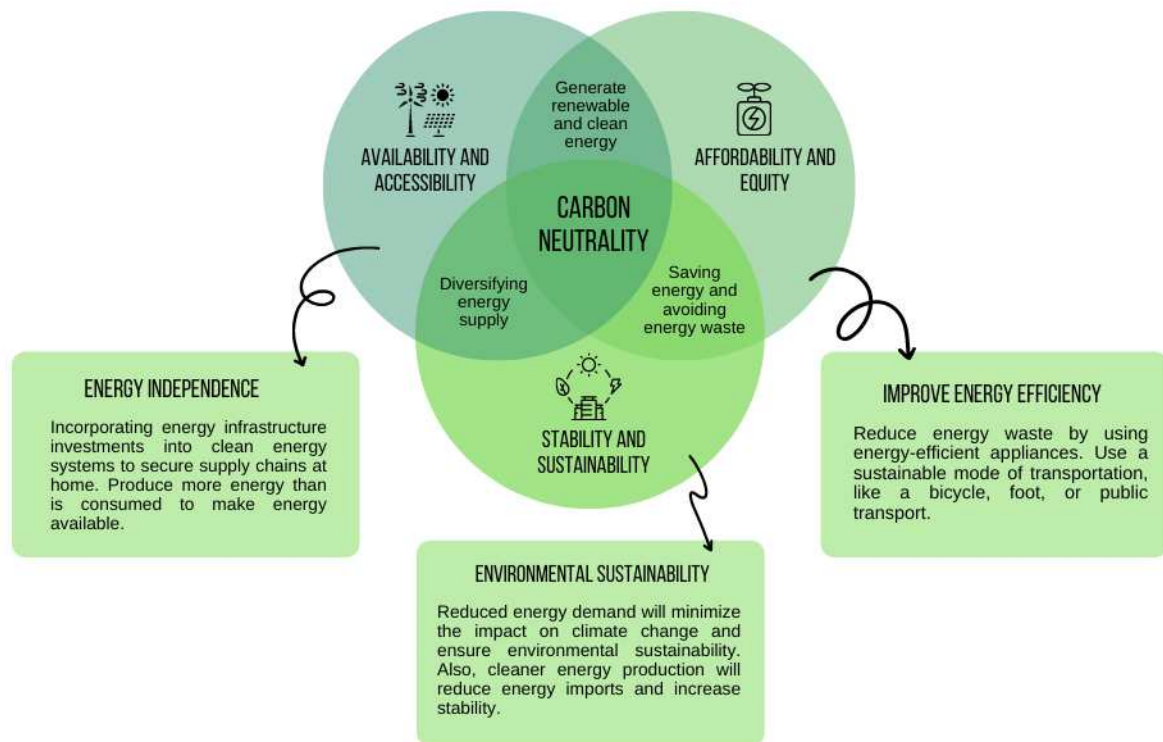 Generate
renewable
and clean
energy
AVAILABILITY AND
ACCESSIBILITY
AFFORDABILITY AND
EQUITY
CARBON
NEUTRALITY
Diversifying
energy
supply
Saving
energy and
avoiding
energy waste
STABILITY AND
SUSTAINABILITY
ENERGY INDEPENDENCE
Incorporating energy infrastructure
investments into clean energy
systems to secure supply chains at
home. Produce more energy than
is consumed to make energy
available.
IMPROVE ENERGY EFFICIENCY
Reduce energy waste by using
energy-efficient appliances. Use a
sustainable mode of transportation,
like a bicycle, foot, or public
transport.
ENVIRONMENTAL SUSTAINABILITY
Reduced energy demand will minimize
the impact on climate change and
ensure environmental sustainability.
Also, cleaner energy production will
reduce energy imports and increase
stability.